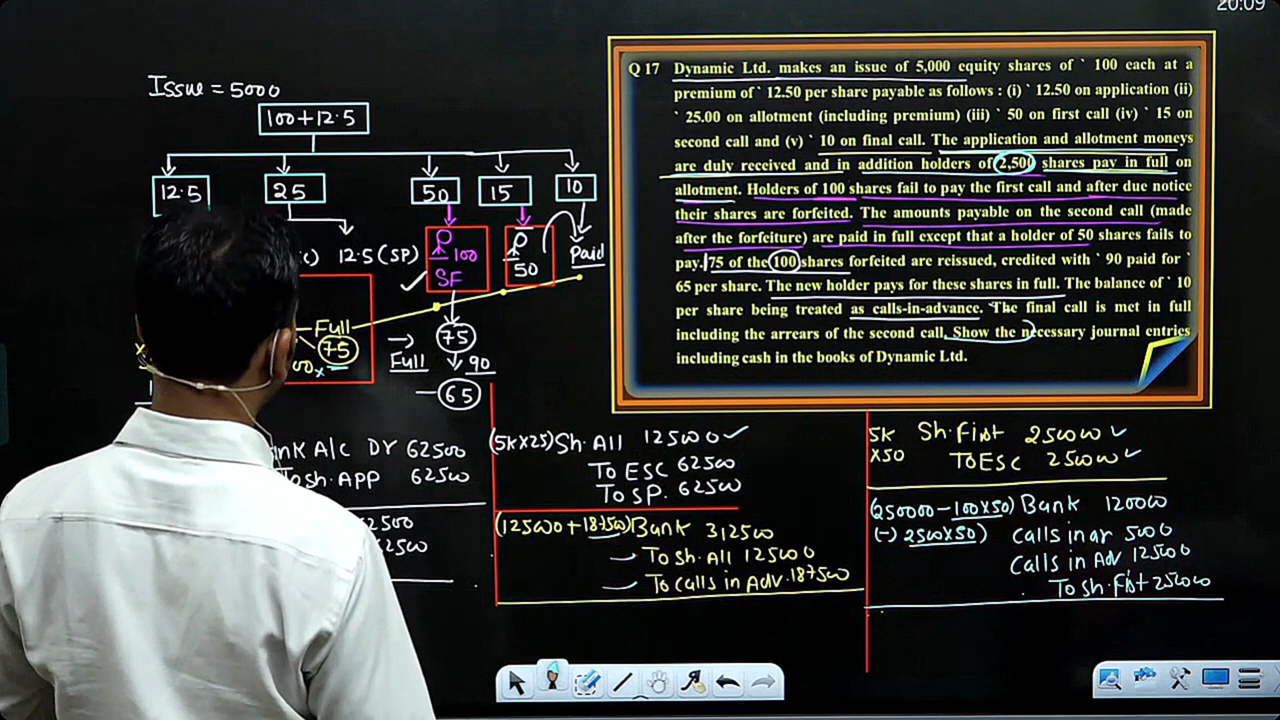 20:09
Issue = 5000
100+12.5
12.5
25
50
15
10
12.5 (SP)
100
SF
50
Paid
Full
75
75
Full
90
65
Q 17 Dynamic Ltd. makes an issue of 5,000 equity shares of ` 100 each at a
premium of ` 12.50 per share payable as follows : (i) ` 12.50 on application (ii)
` 25.00 on allotment (including premium) (iii) ` 50 on first call (iv) ` 15 on
second call and (v) ` 10 on final call. The application and allotment moneys
are duly received and in addition holders of 2,500 shares pay in full on
allotment. Holders of 100 shares fail to pay the first call and after due notice
their shares are forfeited. The amounts payable on the second call (made
after the forfeiture) are paid in full except that a holder of 50 shares fails to
pay. 75 of the 100 shares forfeited are reissued, credited with ` 90 paid for `
65 per share. The new holder pays for these shares in full. The balance of ` 10
per share being treated as calls-in-advance. The final call is met in full
including the arrears of the second call. Show the necessary journal entries
including cash in the books of Dynamic Ltd.
A/c Dr 62500
To Sh. App 62500
62500
(5K×25) Sh. All 125000
To ESC 62500
To SP. 62500
(125000+187500) Bank 312500
To Sh. All 125000
To Calls in Adv. 187500
5K Sh. First 250000
×50 To ESC 250000
(250000-100×50) Bank 120000
(-) 2500×50) Calls in ar 5000
Calls in Adv 125000
To Sh. Fist 250000